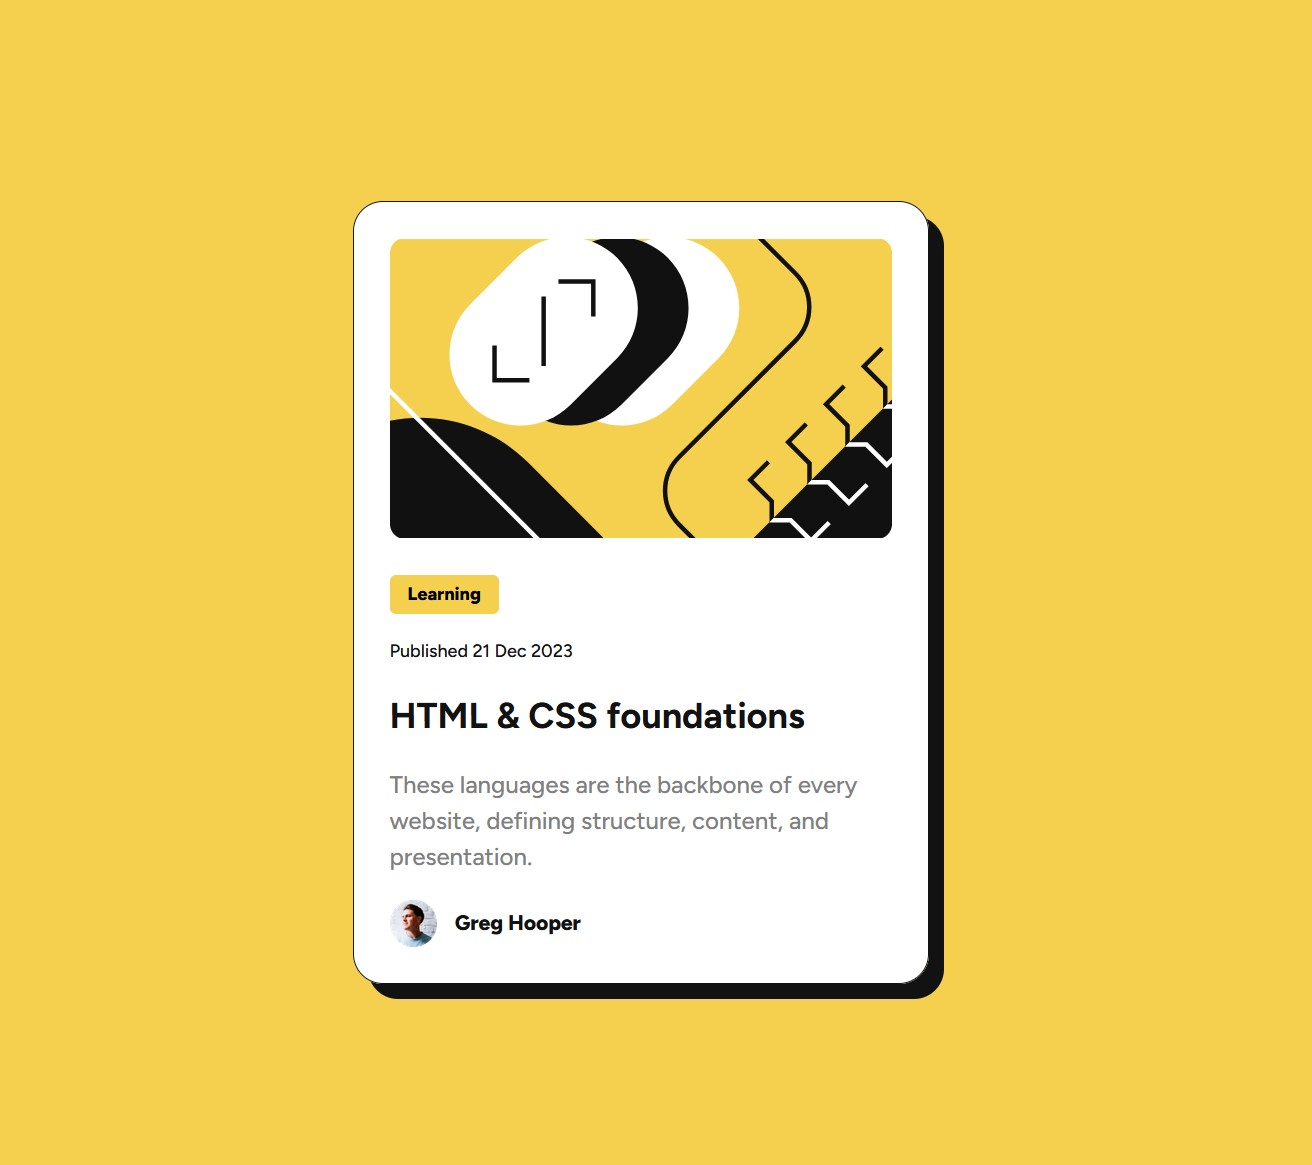 Learning
Published 21 Dec 2023
HTML & CSS foundations
These languages are the backbone of every
website, defining structure, content, and
presentation.
Greg Hooper